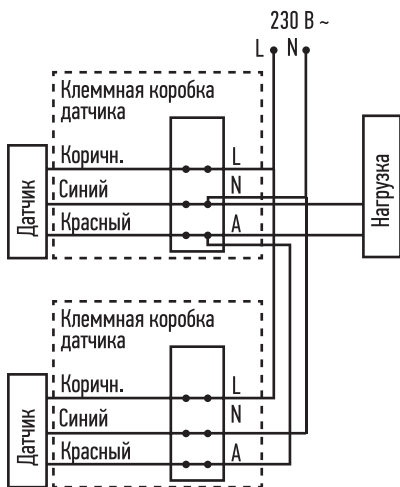 230 В ~
L N
Клеммная коробка
датчика
Датчик
Коричн.
Синий
Красный
L
N
A
Нагрузка
Клеммная коробка
датчика
Датчик
Коричн.
Синий
Красный
L
N
A